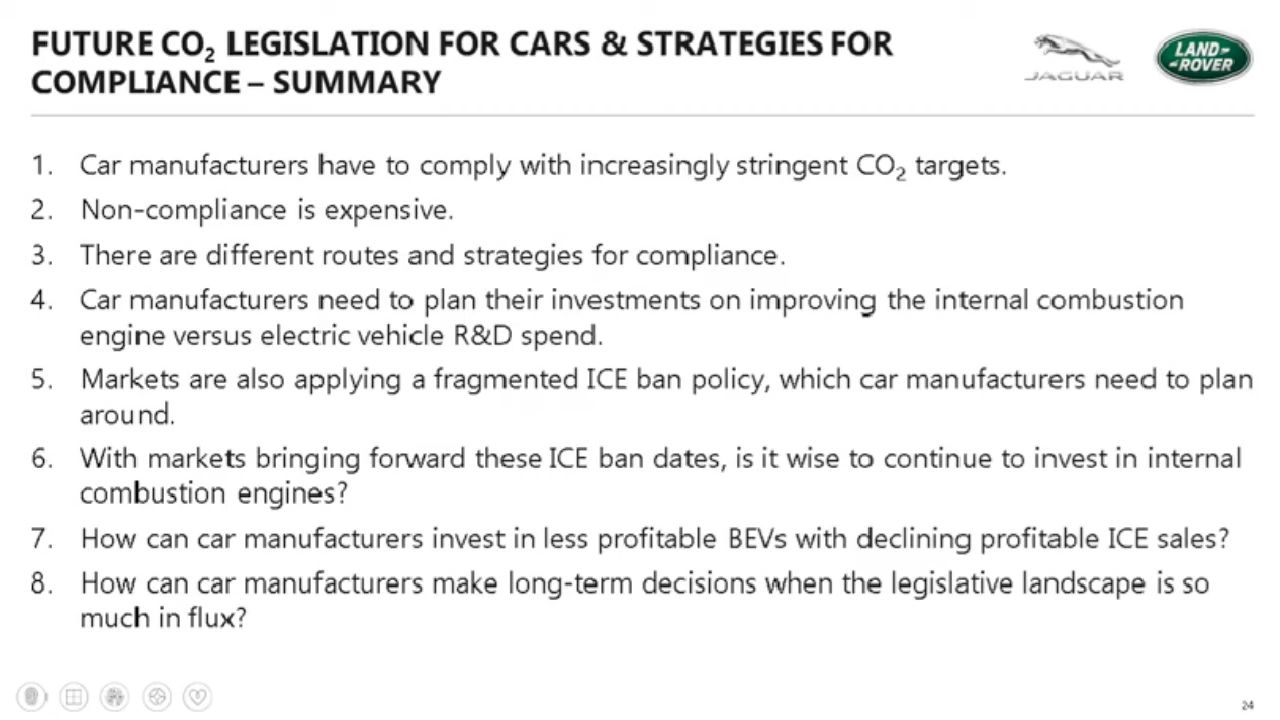 FUTURE CO₂ LEGISLATION FOR CARS & STRATEGIES FOR
COMPLIANCE – SUMMARY
JAGUAR
LAND-
-ROVER
1. Car manufacturers have to comply with increasingly stringent CO₂ targets.
2. Non-compliance is expensive.
3. There are different routes and strategies for compliance.
4. Car manufacturers need to plan their investments on improving the internal combustion
engine versus electric vehicle R&D spend.
5. Markets are also applying a fragmented ICE ban policy, which car manufacturers need to plan
around.
6. With markets bringing forward these ICE ban dates, is it wise to continue to invest in internal
combustion engines?
7. How can car manufacturers invest in less profitable BEVs with declining profitable ICE sales?
8. How can car manufacturers make long-term decisions when the legislative landscape is so
much in flux?
24